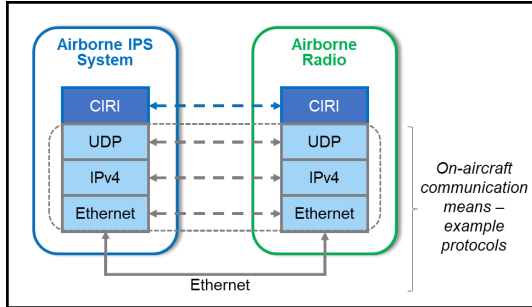 Airborne IPS
System
Airborne
Radio
CIRI
CIRI
UDP
UDP
IPv4
IPv4
Ethernet
Ethernet
Ethernet
On-aircraft
communication
means –
example
protocols